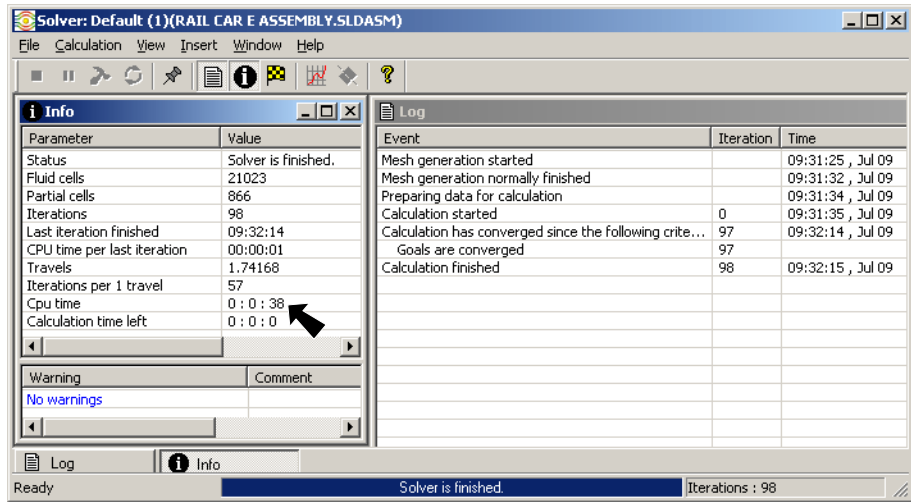 Solver: Default (1)(RAIL CAR E ASSEMBLY.SLDASM)
File Calculation View Insert Window Help
Info
Parameter Value
Status Solver is finished.
Fluid cells 21023
Partial cells 866
Iterations 98
Last iteration finished 09:32:14
CPU time per last iteration 00:00:01
Travels 1.74168
Iterations per 1 travel 57
Cpu time 0 : 0 : 38
Calculation time left 0 : 0 : 0
Warning Comment
No warnings
Log
Event Iteration Time
Mesh generation started 09:31:25 , Jul 09
Mesh generation normally finished 09:31:32 , Jul 09
Preparing data for calculation 09:31:34 , Jul 09
Calculation started 0 09:31:35 , Jul 09
Calculation has converged since the following crite... 97 09:32:14 , Jul 09
Goals are converged 97
Calculation finished 98 09:32:15 , Jul 09
Log Info
Ready Solver is finished. Iterations : 98